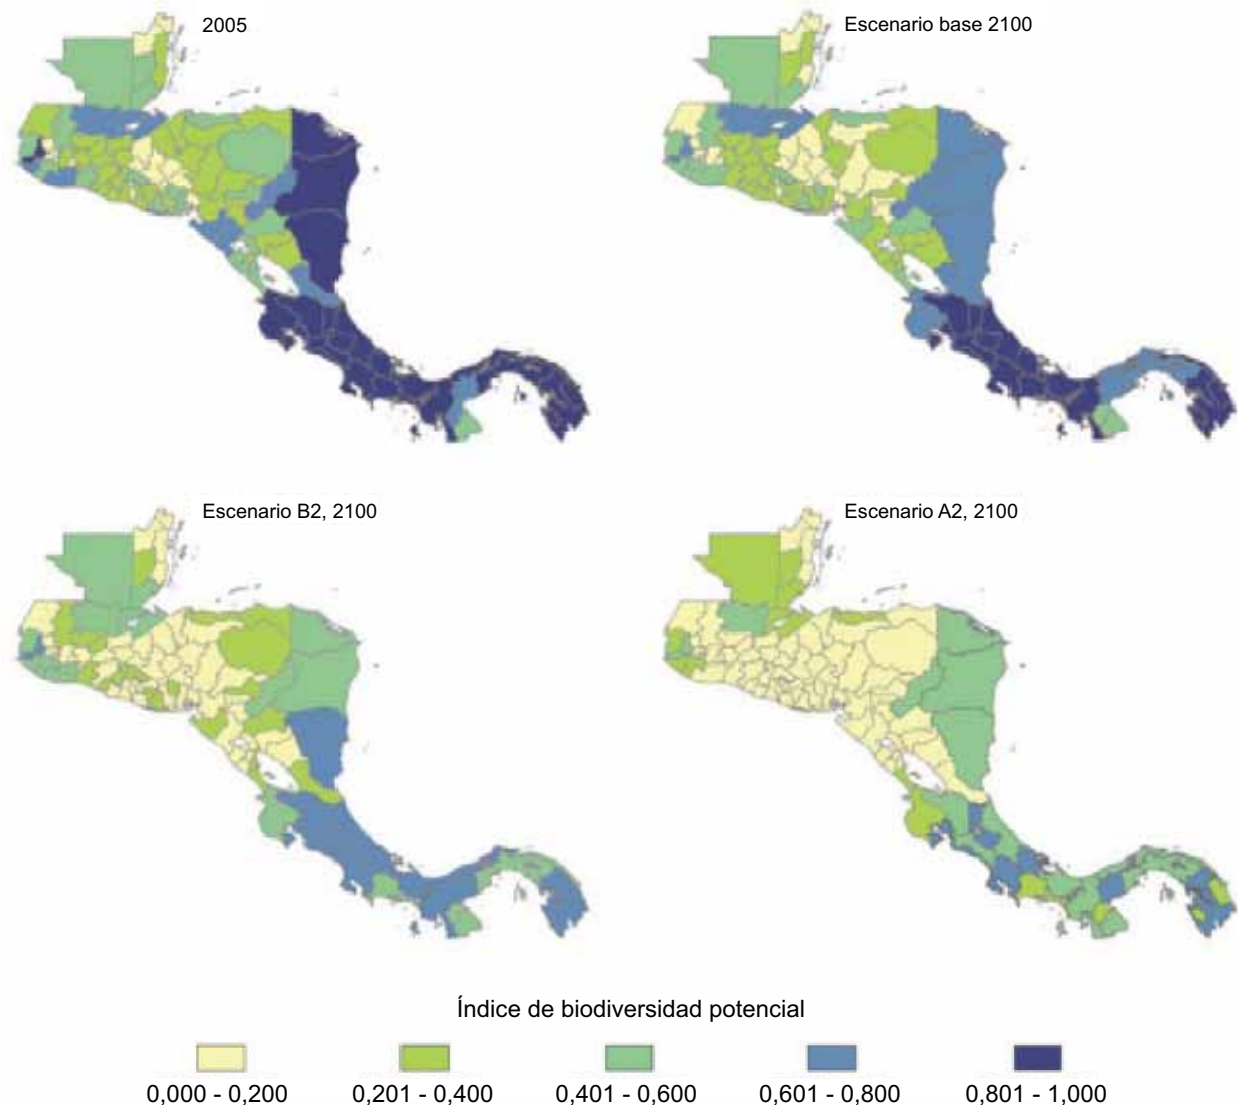 2005
Escenario base 2100
Escenario B2, 2100
Escenario A2, 2100
Índice de biodiversidad potencial
0,000 - 0,200
0,201 - 0,400
0,401 - 0,600
0,601 - 0,800
0,801 - 1,000